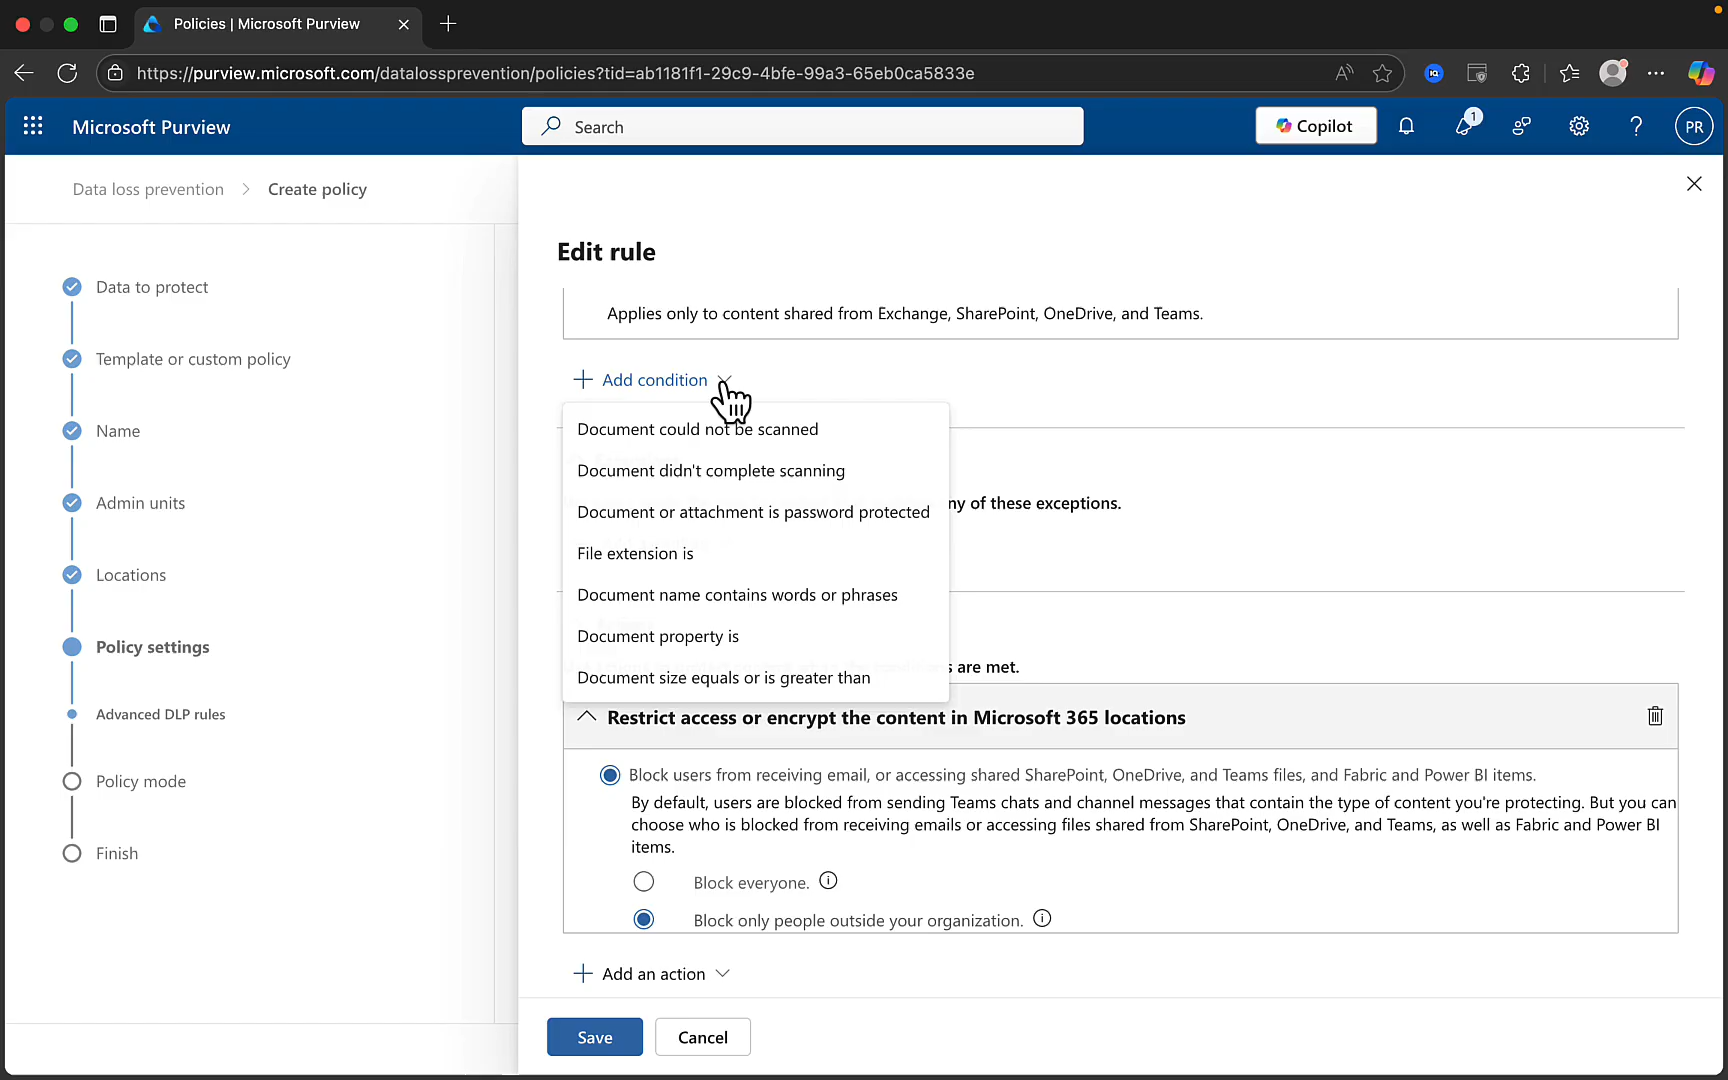 Policies | Microsoft Purview
https://purview.microsoft.com/datalossprevention/policies?tid=ab1181f1-29c9-4bfe-99a3-65eb0ca5833e
Microsoft Purview
Search
Copilot
1
PR
Data loss prevention > Create policy
Data to protect
Template or custom policy
Name
Admin units
Locations
Policy settings
Advanced DLP rules
Policy mode
Finish
Edit rule
Applies only to content shared from Exchange, SharePoint, OneDrive, and Teams.
Add condition
Document could not be scanned
Document didn't complete scanning
Document or attachment is password protected
File extension is
Document name contains words or phrases
Document property is
Document size equals or is greater than
of these exceptions.
are met.
Restrict access or encrypt the content in Microsoft 365 locations
Block users from receiving email, or accessing shared SharePoint, OneDrive, and Teams files, and Fabric and Power BI items.
By default, users are blocked from sending Teams chats and channel messages that contain the type of content you're protecting. But you can
choose who is blocked from receiving emails or accessing files shared from SharePoint, OneDrive, and Teams, as well as Fabric and Power BI
items.
Block everyone.
Block only people outside your organization.
Add an action
Save
Cancel